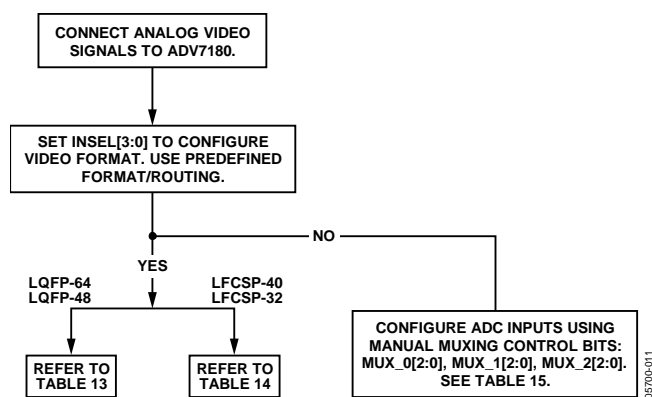 CONNECT ANALOG VIDEO
SIGNALS TO ADV7180.
SET INSEL[3:0] TO CONFIGURE
VIDEO FORMAT. USE PREDEFINED
FORMAT/ROUTING.
NO
YES
LQFP-64
LQFP-48
LFCSP-40
LFCSP-32
REFER TO
TABLE 13
REFER TO
TABLE 14
CONFIGURE ADC INPUTS USING
MANUAL MUXING CONTROL BITS:
MUX_0[2:0], MUX_1[2:0], MUX_2[2:0].
SEE TABLE 15.
05700-011